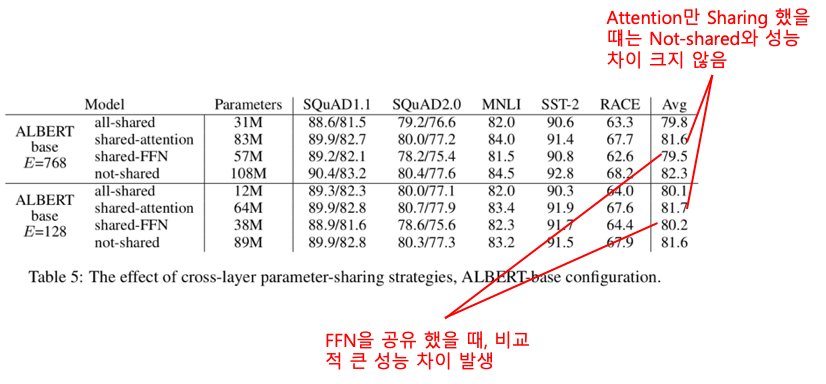 Attention만 Sharing 했을
때는 Not-shared와 성능
차이 크지 않음
Model Parameters SQuAD1.1 SQuAD2.0 MNLI SST-2 RACE Avg
ALBERT base E=768
all-shared 31M 88.6/81.5 79.2/76.6 82.0 90.6 63.3 79.8
shared-attention 83M 89.9/82.7 80.0/77.2 84.0 91.4 67.7 81.6
shared-FFN 57M 89.2/82.1 78.2/75.4 81.5 90.8 62.6 79.5
not-shared 108M 90.4/83.2 80.4/77.6 84.5 92.8 68.2 82.3
ALBERT base E=128
all-shared 12M 89.3/82.3 80.0/77.1 82.0 90.3 64.0 80.1
shared-attention 64M 89.9/82.8 80.7/77.9 83.4 91.9 67.6 81.7
shared-FFN 38M 88.9/81.6 78.6/75.6 82.3 91.7 64.4 80.2
not-shared 89M 89.9/82.8 80.3/77.3 83.2 91.5 67.9 81.6
Table 5: The effect of cross-layer parameter-sharing strategies, ALBERT-base configuration.
FFN을 공유 했을 때, 비교
적 큰 성능 차이 발생